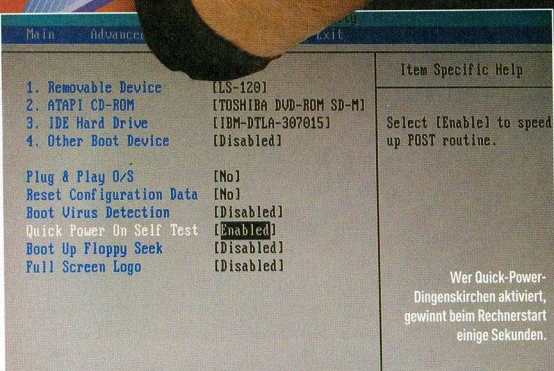 Main Advanced Exit
1. Removable Device [LS-120]
2. ATAPI CD-ROM [TOSHIBA DVD-ROM SD-M]
3. IDE Hard Drive [IBM-DTLA-307015]
4. Other Boot Device [Disabled]
Plug & Play O/S [No]
Reset Configuration Data [No]
Boot Virus Detection [Disabled]
Quick Power On Self Test [Enabled]
Boot Up Floppy Seek [Disabled]
Full Screen Logo [Disabled]
Item Specific Help
Select [Enable] to speed
up POST routine.
Wer Quick-Power-
Dingenskirchen aktiviert,
gewinnt beim Rechnerstart
einige Sekunden.